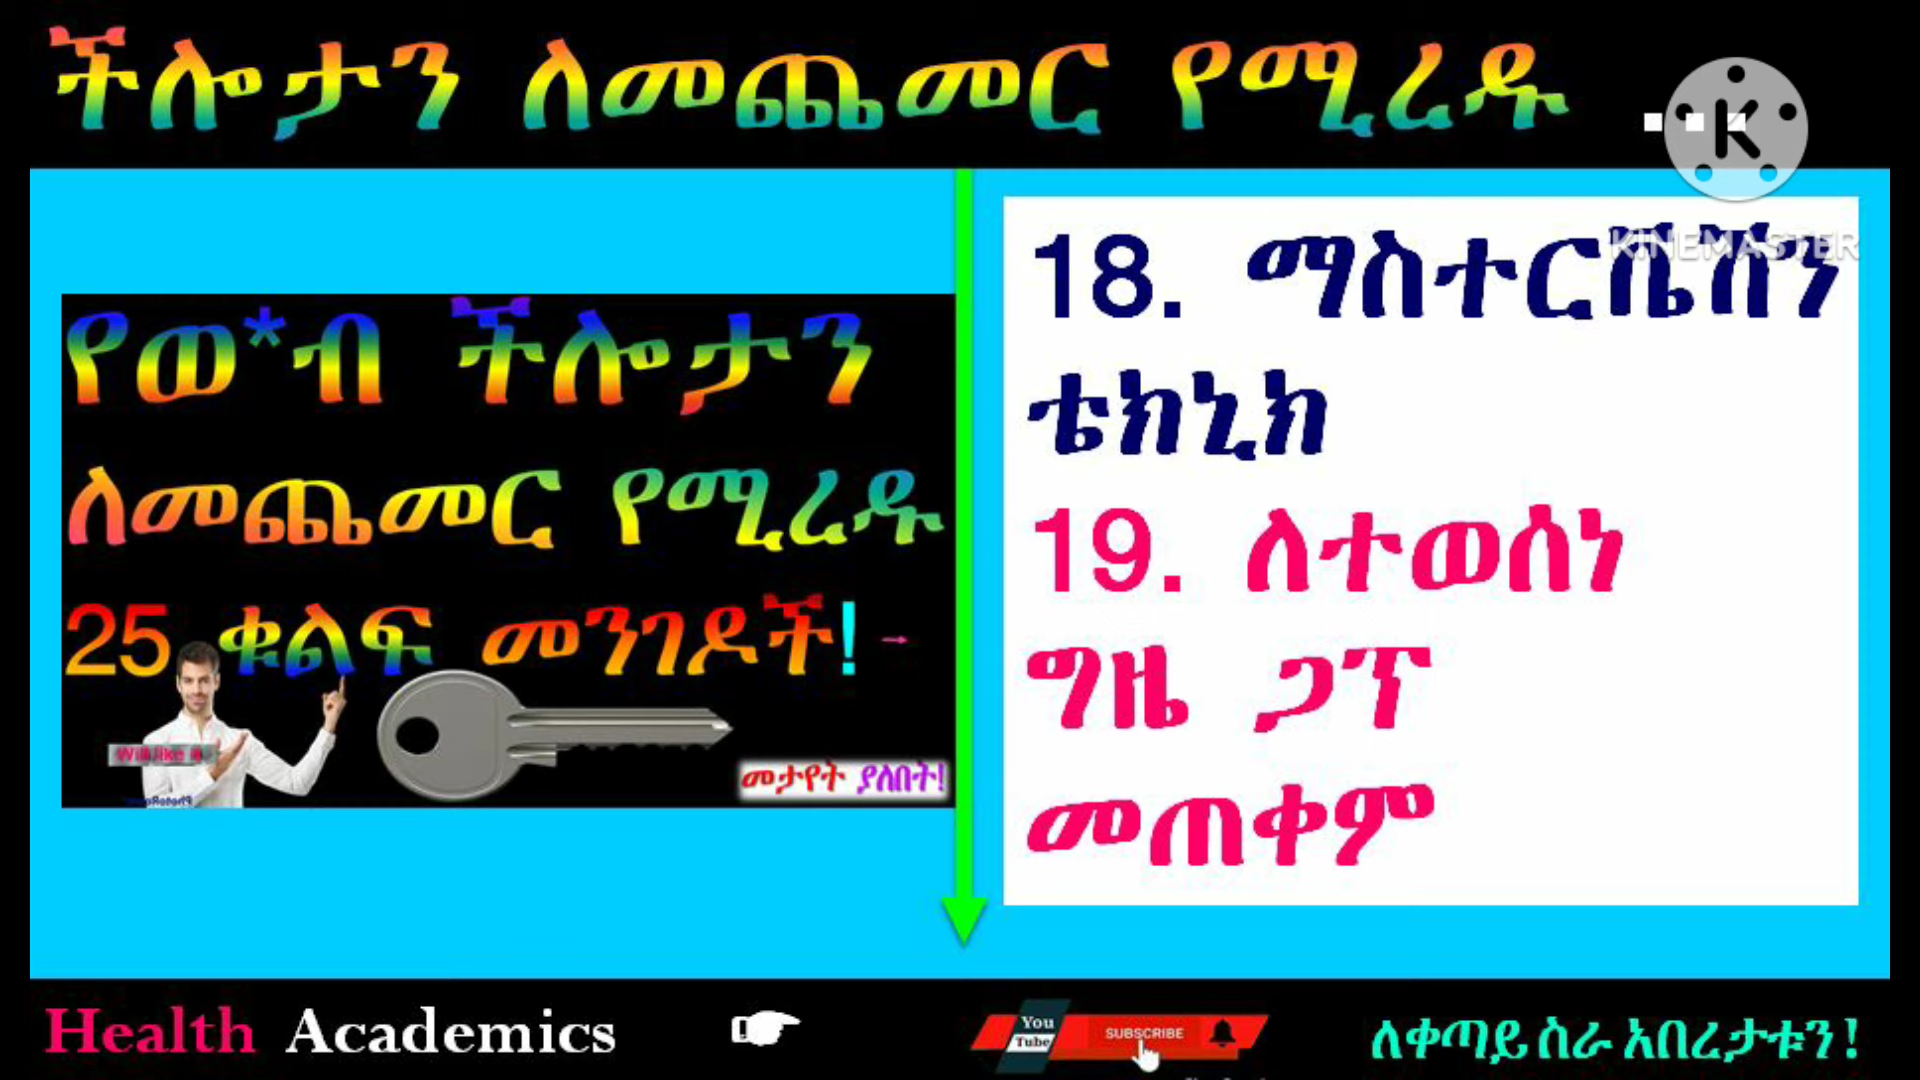 ችሎታን ለመጨመር የሚረዱ ...
KINEMASTER
የወ*ብ ችሎታን
ለመጨመር የሚረዱ
25 ቁልፍ መንገዶች!
መታየት ያለበት!
18. ማስተርቬሽን
ቴክኒክ
19. ለተወሰነ
ግዜ ጋፕ
መጠቀም
Health Academics
You
Tube
SUBSCRIBE
ለቀጣይ ስራ አበረታቱን!